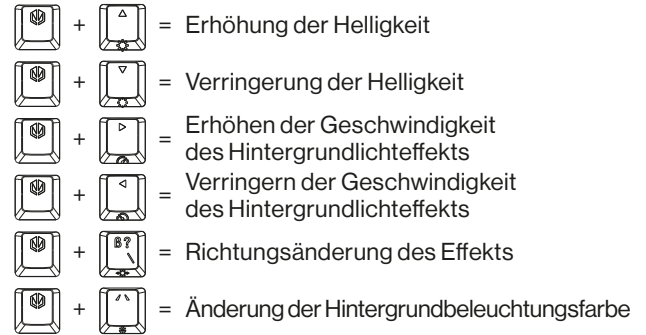 + △ = Erhöhung der Helligkeit
+ ▽ = Verringerung der Helligkeit
+ ▷ = Erhöhen der Geschwindigkeit
des Hintergrundlichteffekts
+ ◁ = Verringern der Geschwindigkeit
des Hintergrundlichteffekts
+ ß ? \ = Richtungsänderung des Effekts
+ = Änderung der Hintergrundbeleuchtungsfarbe